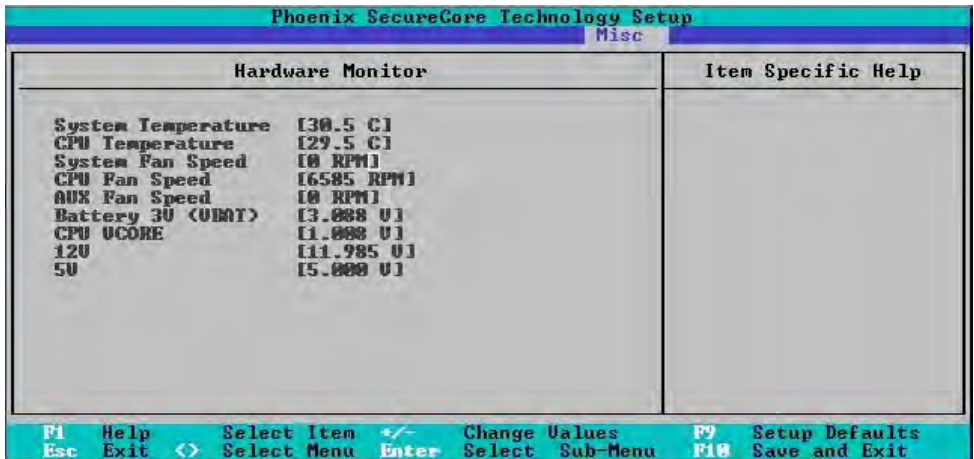 Phoenix SecureCore Technology Setup
Misc
Hardware Monitor
Item Specific Help
System Temperature [30.5 C]
CPU Temperature [29.5 C]
System Fan Speed [0 RPM]
CPU Fan Speed [6585 RPM]
AUX Fan Speed [0 RPM]
Battery 3V (VBAT) [3.088 V]
CPU VCORE [1.008 V]
12V [11.985 V]
5V [5.000 V]
F1 Help Select Item +/- Change Values F9 Setup Defaults
Esc Exit <> Select Menu Enter Select Sub-Menu F10 Save and Exit